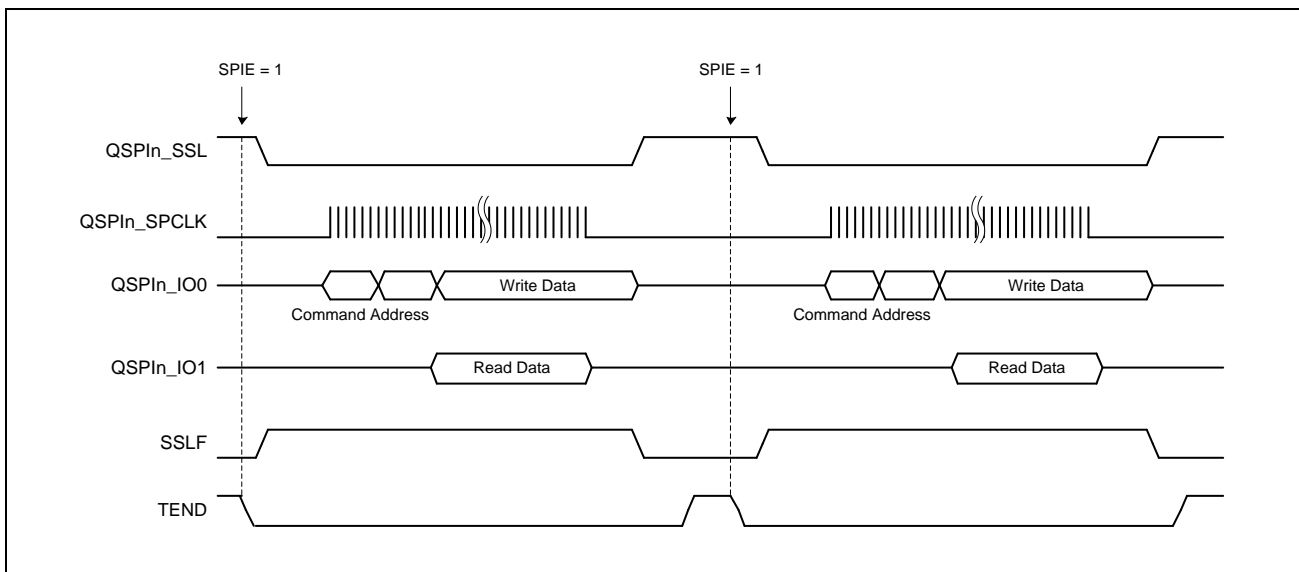 SPIE = 1 SPIE = 1
QSPIn_SSL
QSPIn_SPCLK
QSPIn_IO0 Write Data Write Data
Command Address Command Address
QSPIn_IO1 Read Data Read Data
SSLF
TEND